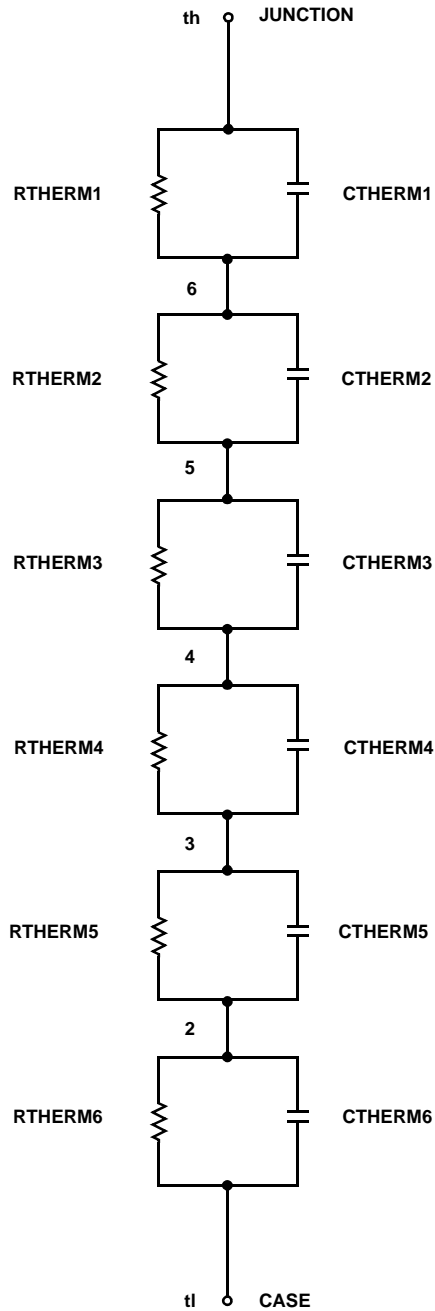 th JUNCTION
RTHERM1 CTHERM1
6
RTHERM2 CTHERM2
5
RTHERM3 CTHERM3
4
RTHERM4 CTHERM4
3
RTHERM5 CTHERM5
2
RTHERM6 CTHERM6
tl CASE